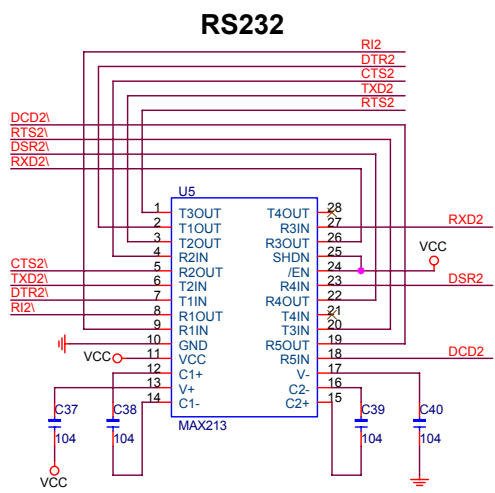 RS232
RI2
DTR2
CTS2
TXD2
RTS2
DCD2\
RTS2\
DSR2\
RXD2\
U5
1 T3OUT T4OUT 28
2 T1OUT R3IN 27 RXD2
3 T2OUT R3OUT 26
4 R2IN SHDN 25 VCC
CTS2\ 5 R2OUT /EN 24
TXD2\ 6 T2IN R4IN 23 DSR2
DTR2\ 7 T1IN R4OUT 22
RI2\ 8 R1OUT T4IN 21
9 R1IN T3IN 20
10 GND R5OUT 19
VCC 11 VCC R5IN 18 DCD2
12 C1+ V- 17
13 V+ C2- 16
14 C1- C2+ 15
C37 C38 MAX213 C39 C40
104 104 104 104
VCC